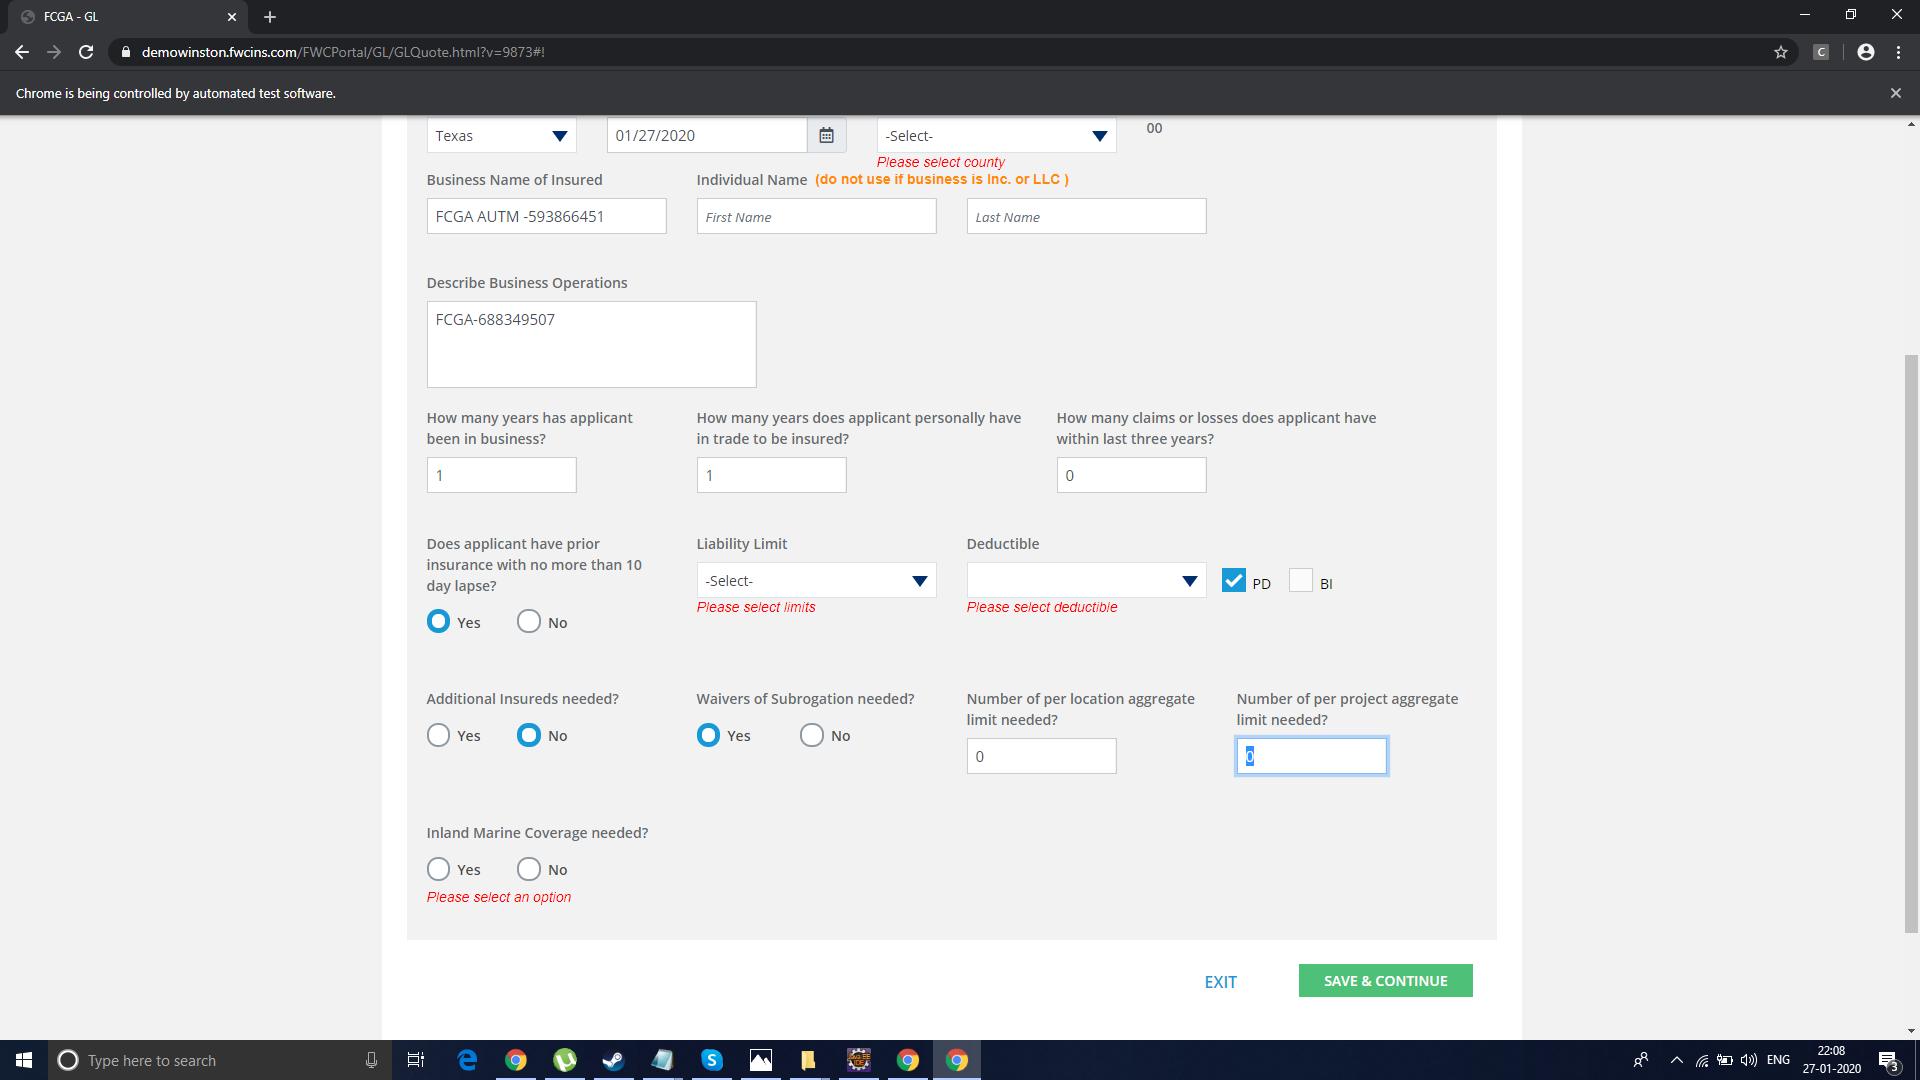 FCGA - GL
demowinston.fwcins.com/FWCPortal/GL/GLQuote.html?v=9873#!
C
Chrome is being controlled by automated test software.
Texas 01/27/2020 -Select- 00
Please select county
Business Name of Insured Individual Name (do not use if business is Inc. or LLC )
FCGA AUTM -593866451 First Name Last Name
Describe Business Operations
FCGA-688349507
How many years has applicant
been in business?
How many years does applicant personally have
in trade to be insured?
How many claims or losses does applicant have
within last three years?
1 1 0
Does applicant have prior
insurance with no more than 10
day lapse?
Yes No
Liability Limit
-Select-
Please select limits
Deductible
PD BI
Please select deductible
Additional Insureds needed?
Yes No
Waivers of Subrogation needed?
Yes No
Number of per location aggregate
limit needed?
0
Number of per project aggregate
limit needed?
0
Inland Marine Coverage needed?
Yes No
Please select an option
EXIT SAVE & CONTINUE
Type here to search
ENG
22:08
27-01-2020
3